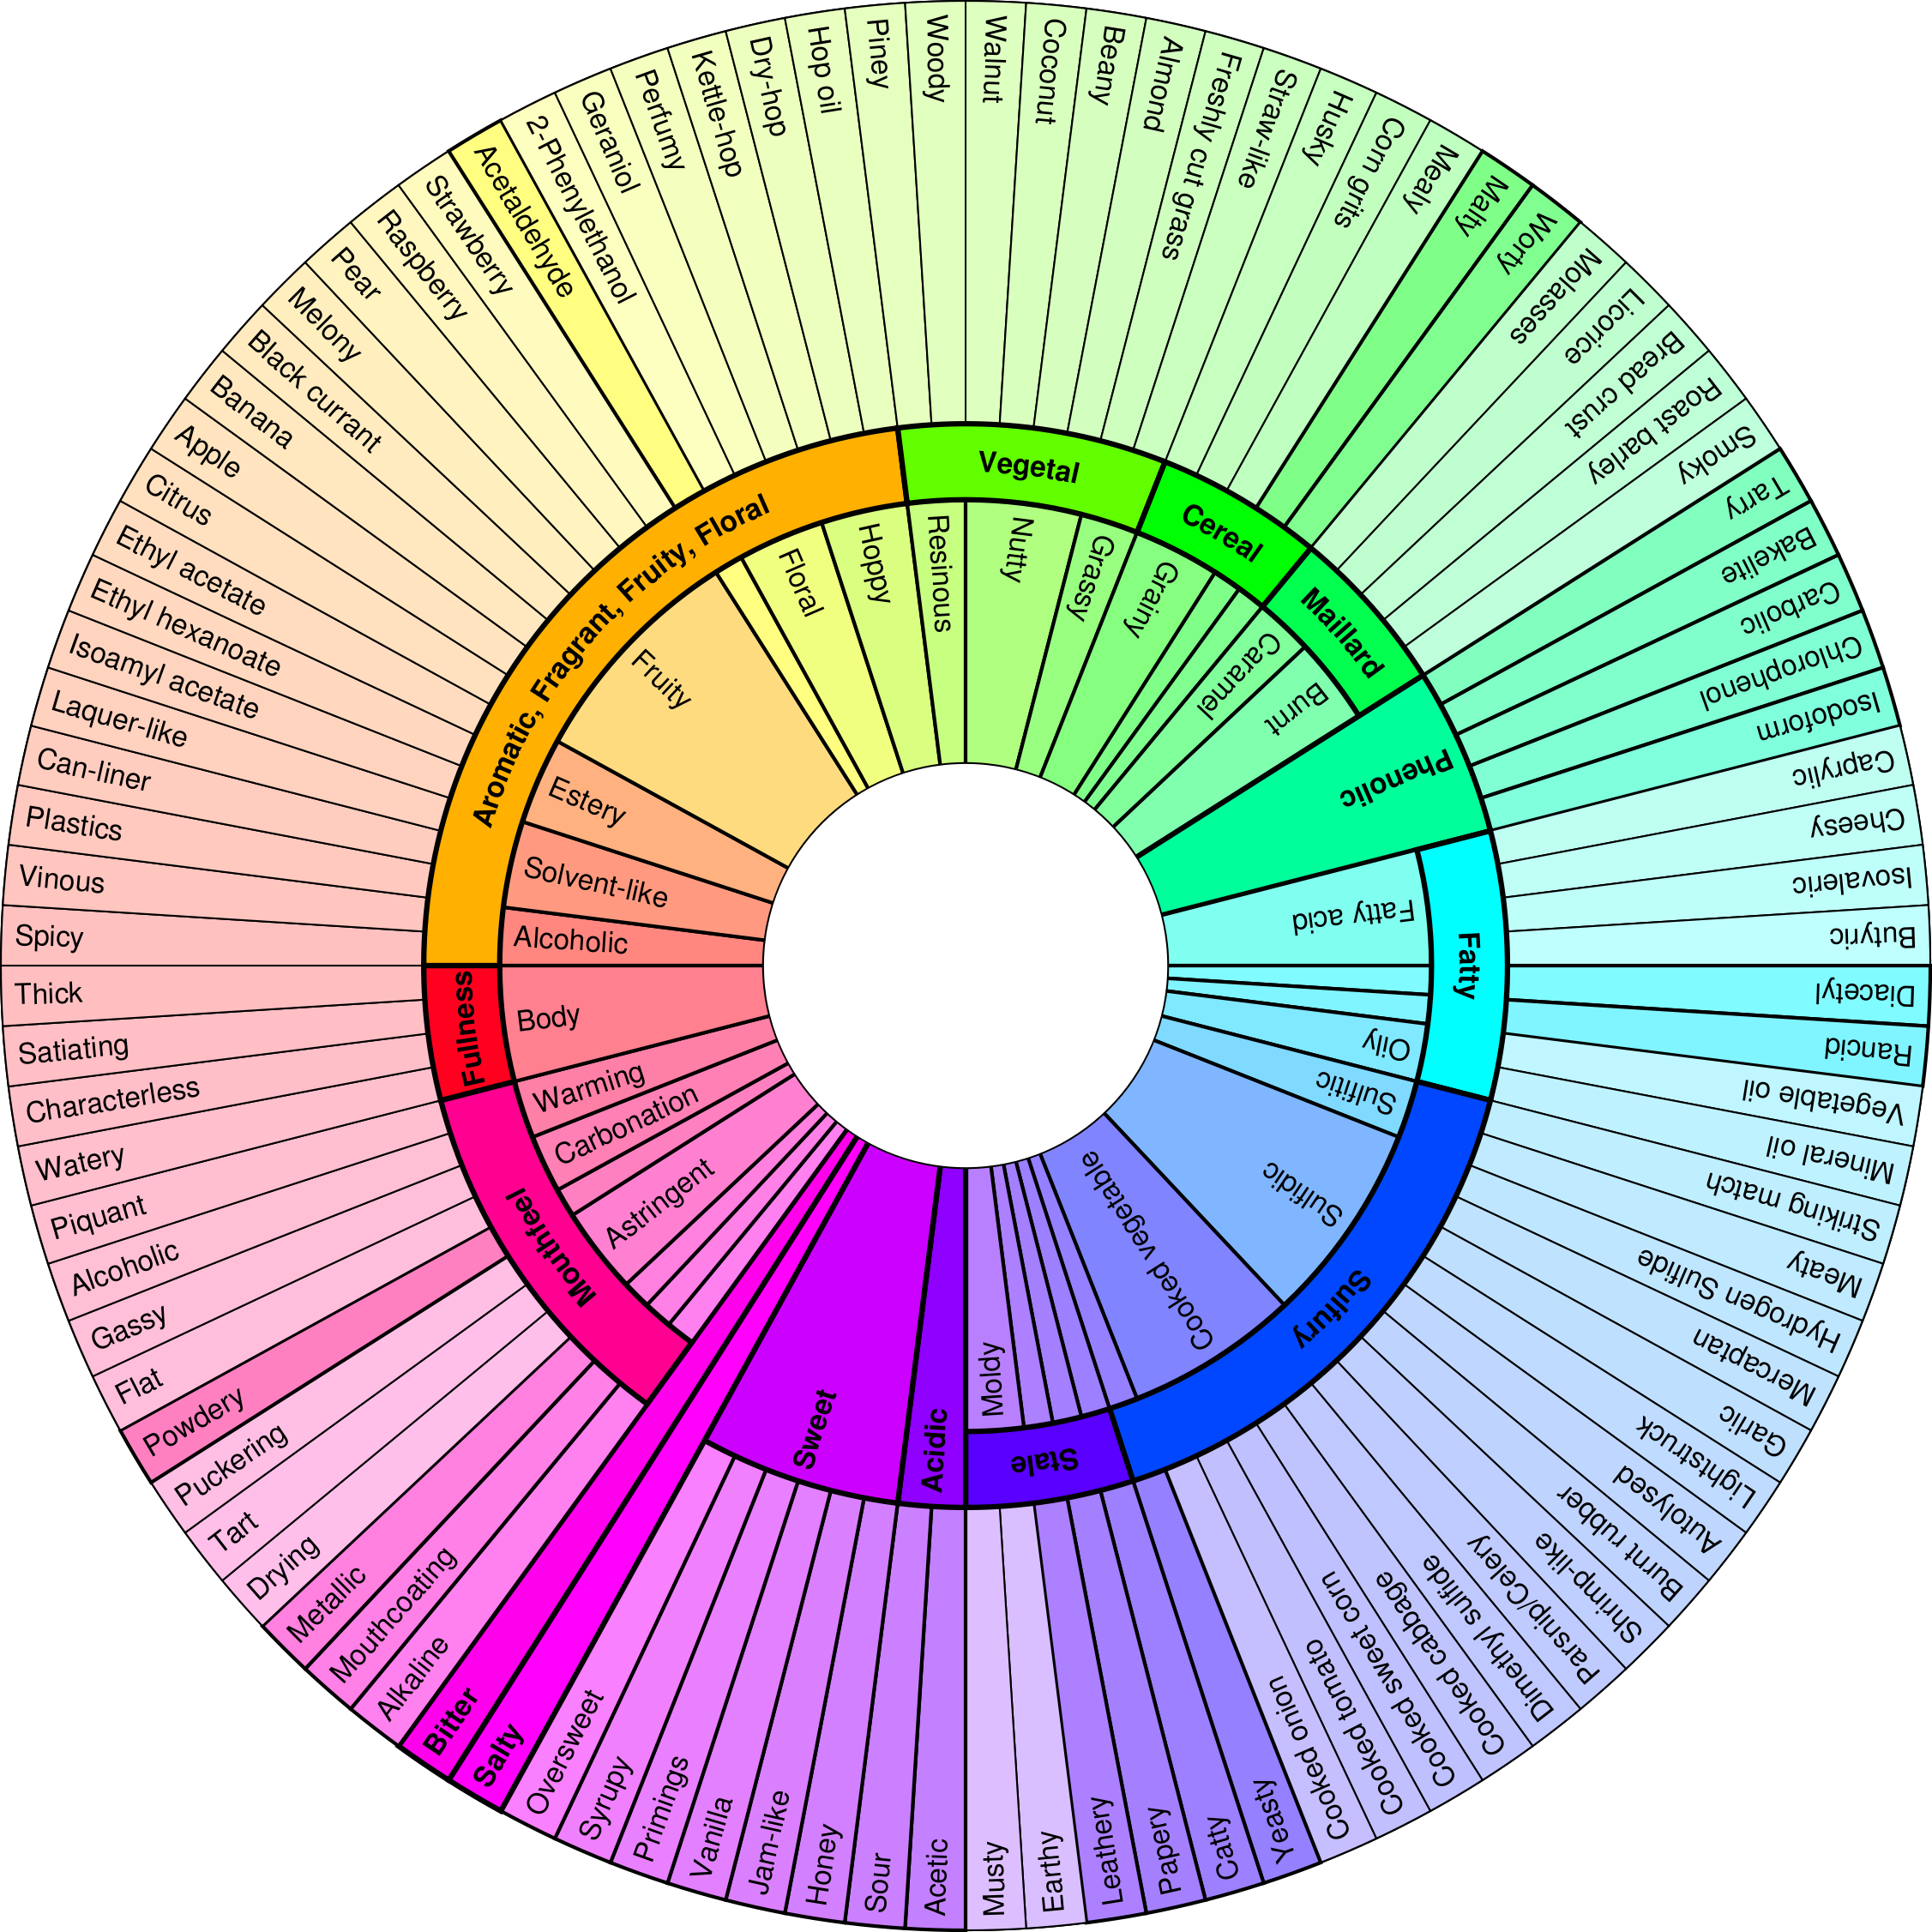 Woody
Walnut
Coconut
Beany
Almond
Freshly cut grass
Straw-like
Husky
Corn grits
Mealy
Malty
Worty
Molasses
Licorice
Bread crust
Roast barley
Smoky
Tarry
Bakelite
Carbolic
Chlorophenol
Isodoform
Caprylic
Cheesy
Isovaleric
Butyric
Diacetyl
Rancid
Vegetable oil
Mineral oil
Striking match
Meaty
Hydrogen Sulfide
Mercaptan
Garlic
Lightstruck
Autolysed
Burnt rubber
Shrimp-like
Parsnip/Celery
Dimethyl sulfide
Cooked cabbage
Cooked sweet corn
Cooked tomato
Cooked onion
Yeasty
Catty
Papery
Leathery
Earthy
Musty
Acetic
Sour
Honey
Jam-like
Vanilla
Primings
Syrupy
Oversweet
Salty
Bitter
Alkaline
Mouthcoating
Metallic
Drying
Tart
Puckering
Powdery
Flat
Gassy
Alcoholic
Piquant
Watery
Characterless
Satiating
Thick
Spicy
Vinous
Plastics
Can-liner
Laquer-like
Isoamyl acetate
Ethyl hexanoate
Ethyl acetate
Citrus
Apple
Banana
Black currant
Melony
Pear
Raspberry
Strawberry
Acetaldehyde
2-Phenylethanol
Geraniol
Perfumy
Kettle-hop
Dry-hop
Hop oil
Piney
Vegetal
Cereal
Maillard
Phenolic
Fatty
Sulfury
Stale
Acidic
Sweet
Mouthfeel
Fullness
Aromatic, Fragrant, Fruity, Floral
Resinous
Nutty
Grassy
Grainy
Caramel
Burnt
Fatty acid
Oily
Sulfitic
Sulfidic
Cooked vegetable
Moldy
Astringent
Carbonation
Warming
Body
Alcoholic
Solvent-like
Estery
Fruity
Floral
Hoppy